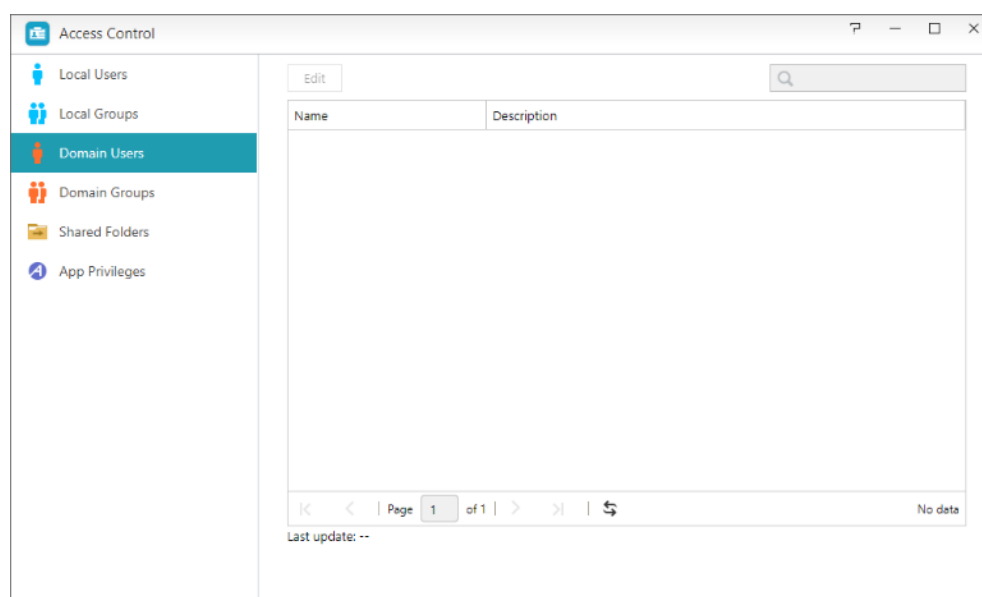 Access Control
Local Users
Local Groups
Domain Users
Domain Groups
Shared Folders
App Privileges
Edit
Name Description
Page 1 of 1 No data
Last update: --